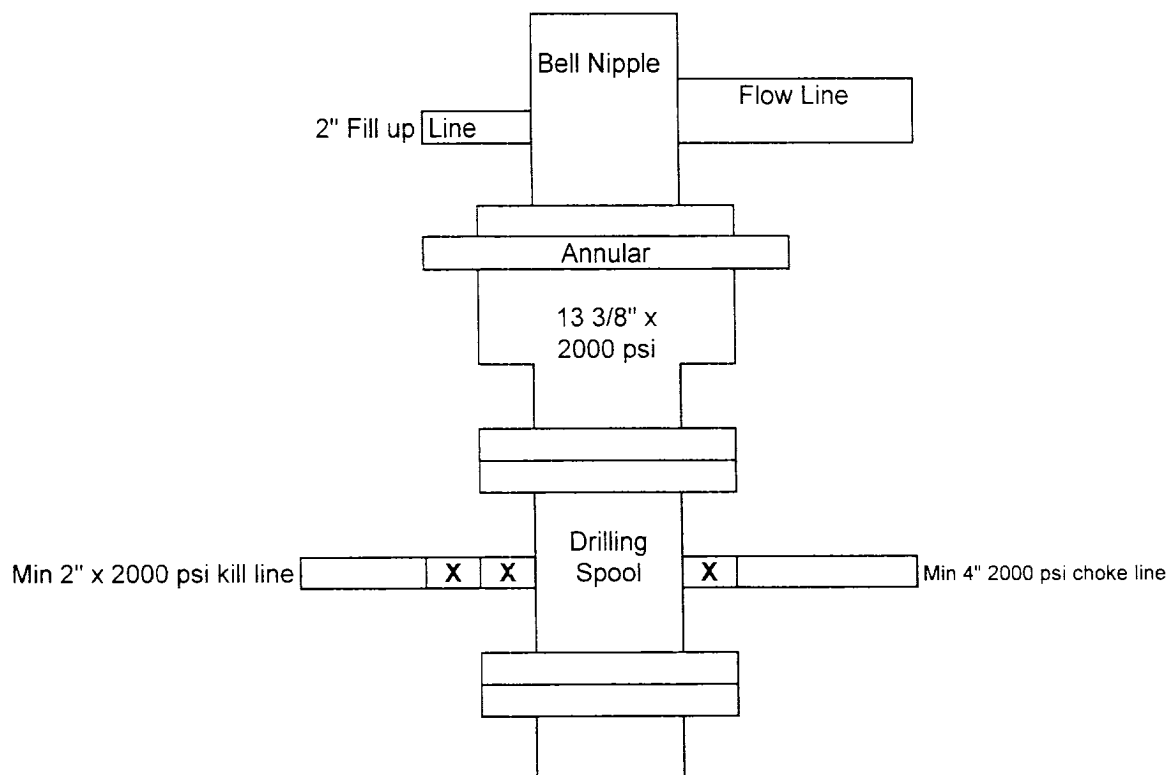 Bell Nipple
Flow Line
2" Fill up Line
Annular
13 3/8" x
2000 psi
Drilling
Spool
Min 2" x 2000 psi kill line
X X
X
Min 4" 2000 psi choke line